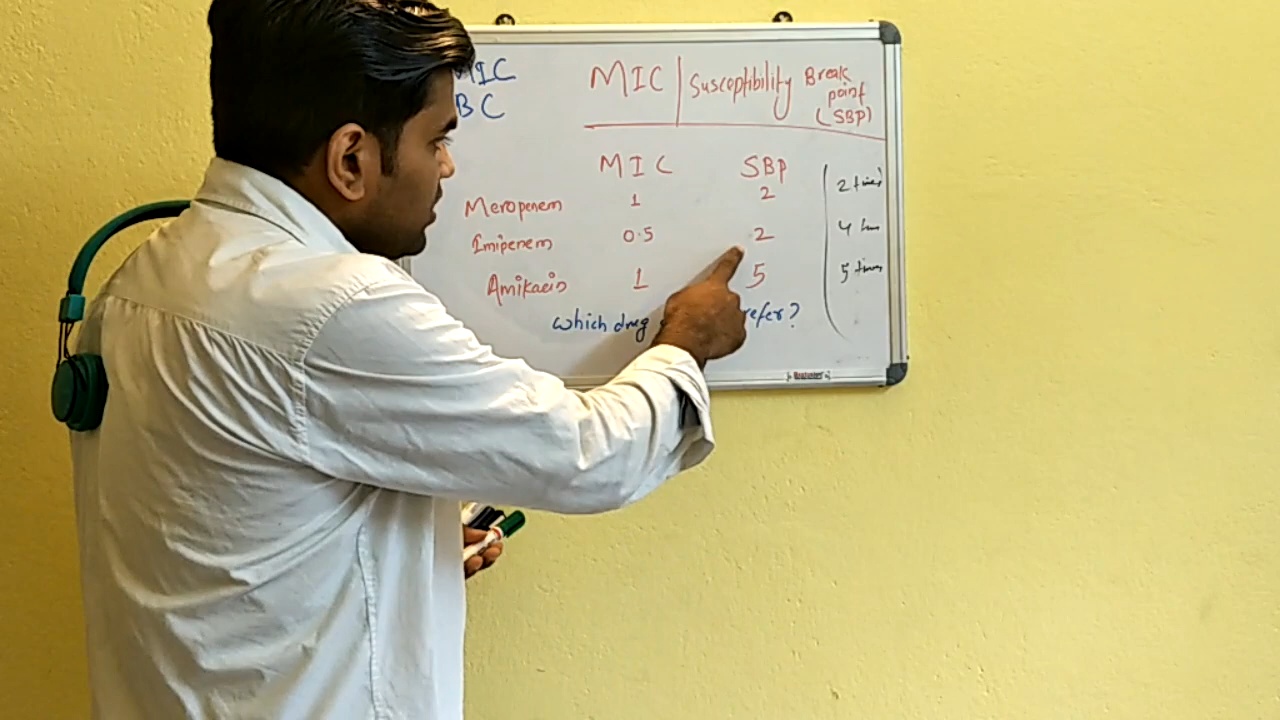 MIC
BC
MIC | Susceptibility Break
point
(SBP)
MIC SBP
Meropenem 1 2 2 times
Imipenem 0.5 2 4
Amikacin 1 5 5 times
which drug